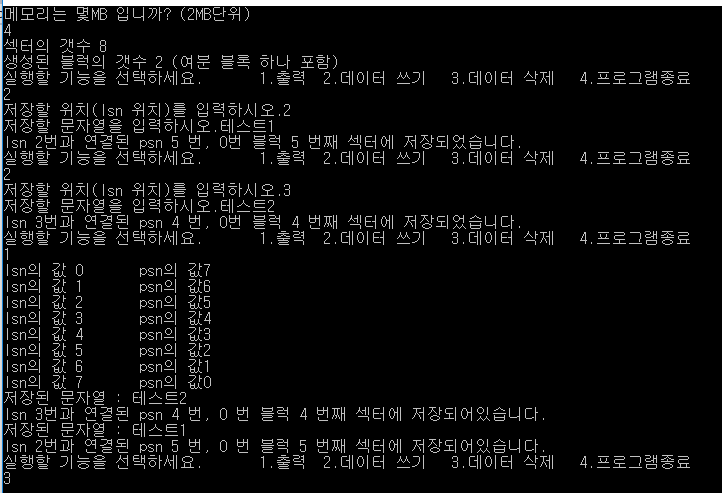 메모리는 몇MB 입니까? (2MB단위)
4
섹터의 갯수 8
생성된 블럭의 갯수 2 (여분 블록 하나 포함)
실행할 기능을 선택하세요. 1.출력 2.데이터 쓰기 3.데이터 삭제 4.프로그램종료
2
저장할 위치(lsn 위치)를 입력하시오.2
저장할 문자열을 입력하시오.테스트1
lsn 2번과 연결된 psn 5 번, 0번 블럭 5 번째 섹터에 저장되었습니다.
실행할 기능을 선택하세요. 1.출력 2.데이터 쓰기 3.데이터 삭제 4.프로그램종료
2
저장할 위치(lsn 위치)를 입력하시오.3
저장할 문자열을 입력하시오.테스트2
lsn 3번과 연결된 psn 4 번, 0번 블럭 4 번째 섹터에 저장되었습니다.
실행할 기능을 선택하세요. 1.출력 2.데이터 쓰기 3.데이터 삭제 4.프로그램종료
1
lsn의 값 0 psn의 값7
lsn의 값 1 psn의 값6
lsn의 값 2 psn의 값5
lsn의 값 3 psn의 값4
lsn의 값 4 psn의 값3
lsn의 값 5 psn의 값2
lsn의 값 6 psn의 값1
lsn의 값 7 psn의 값0
저장된 문자열 : 테스트2
lsn 3번과 연결된 psn 4 번, 0 번 블럭 4 번째 섹터에 저장되어있습니다.
저장된 문자열 : 테스트1
lsn 2번과 연결된 psn 5 번, 0 번 블럭 5 번째 섹터에 저장되어있습니다.
실행할 기능을 선택하세요. 1.출력 2.데이터 쓰기 3.데이터 삭제 4.프로그램종료
3